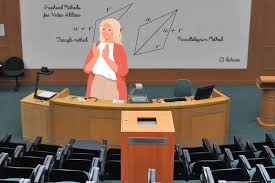 Graphical Methods
for Vector Addition
v
u + v
u
Triangle method
v
u + v
u
Parallelogram Method